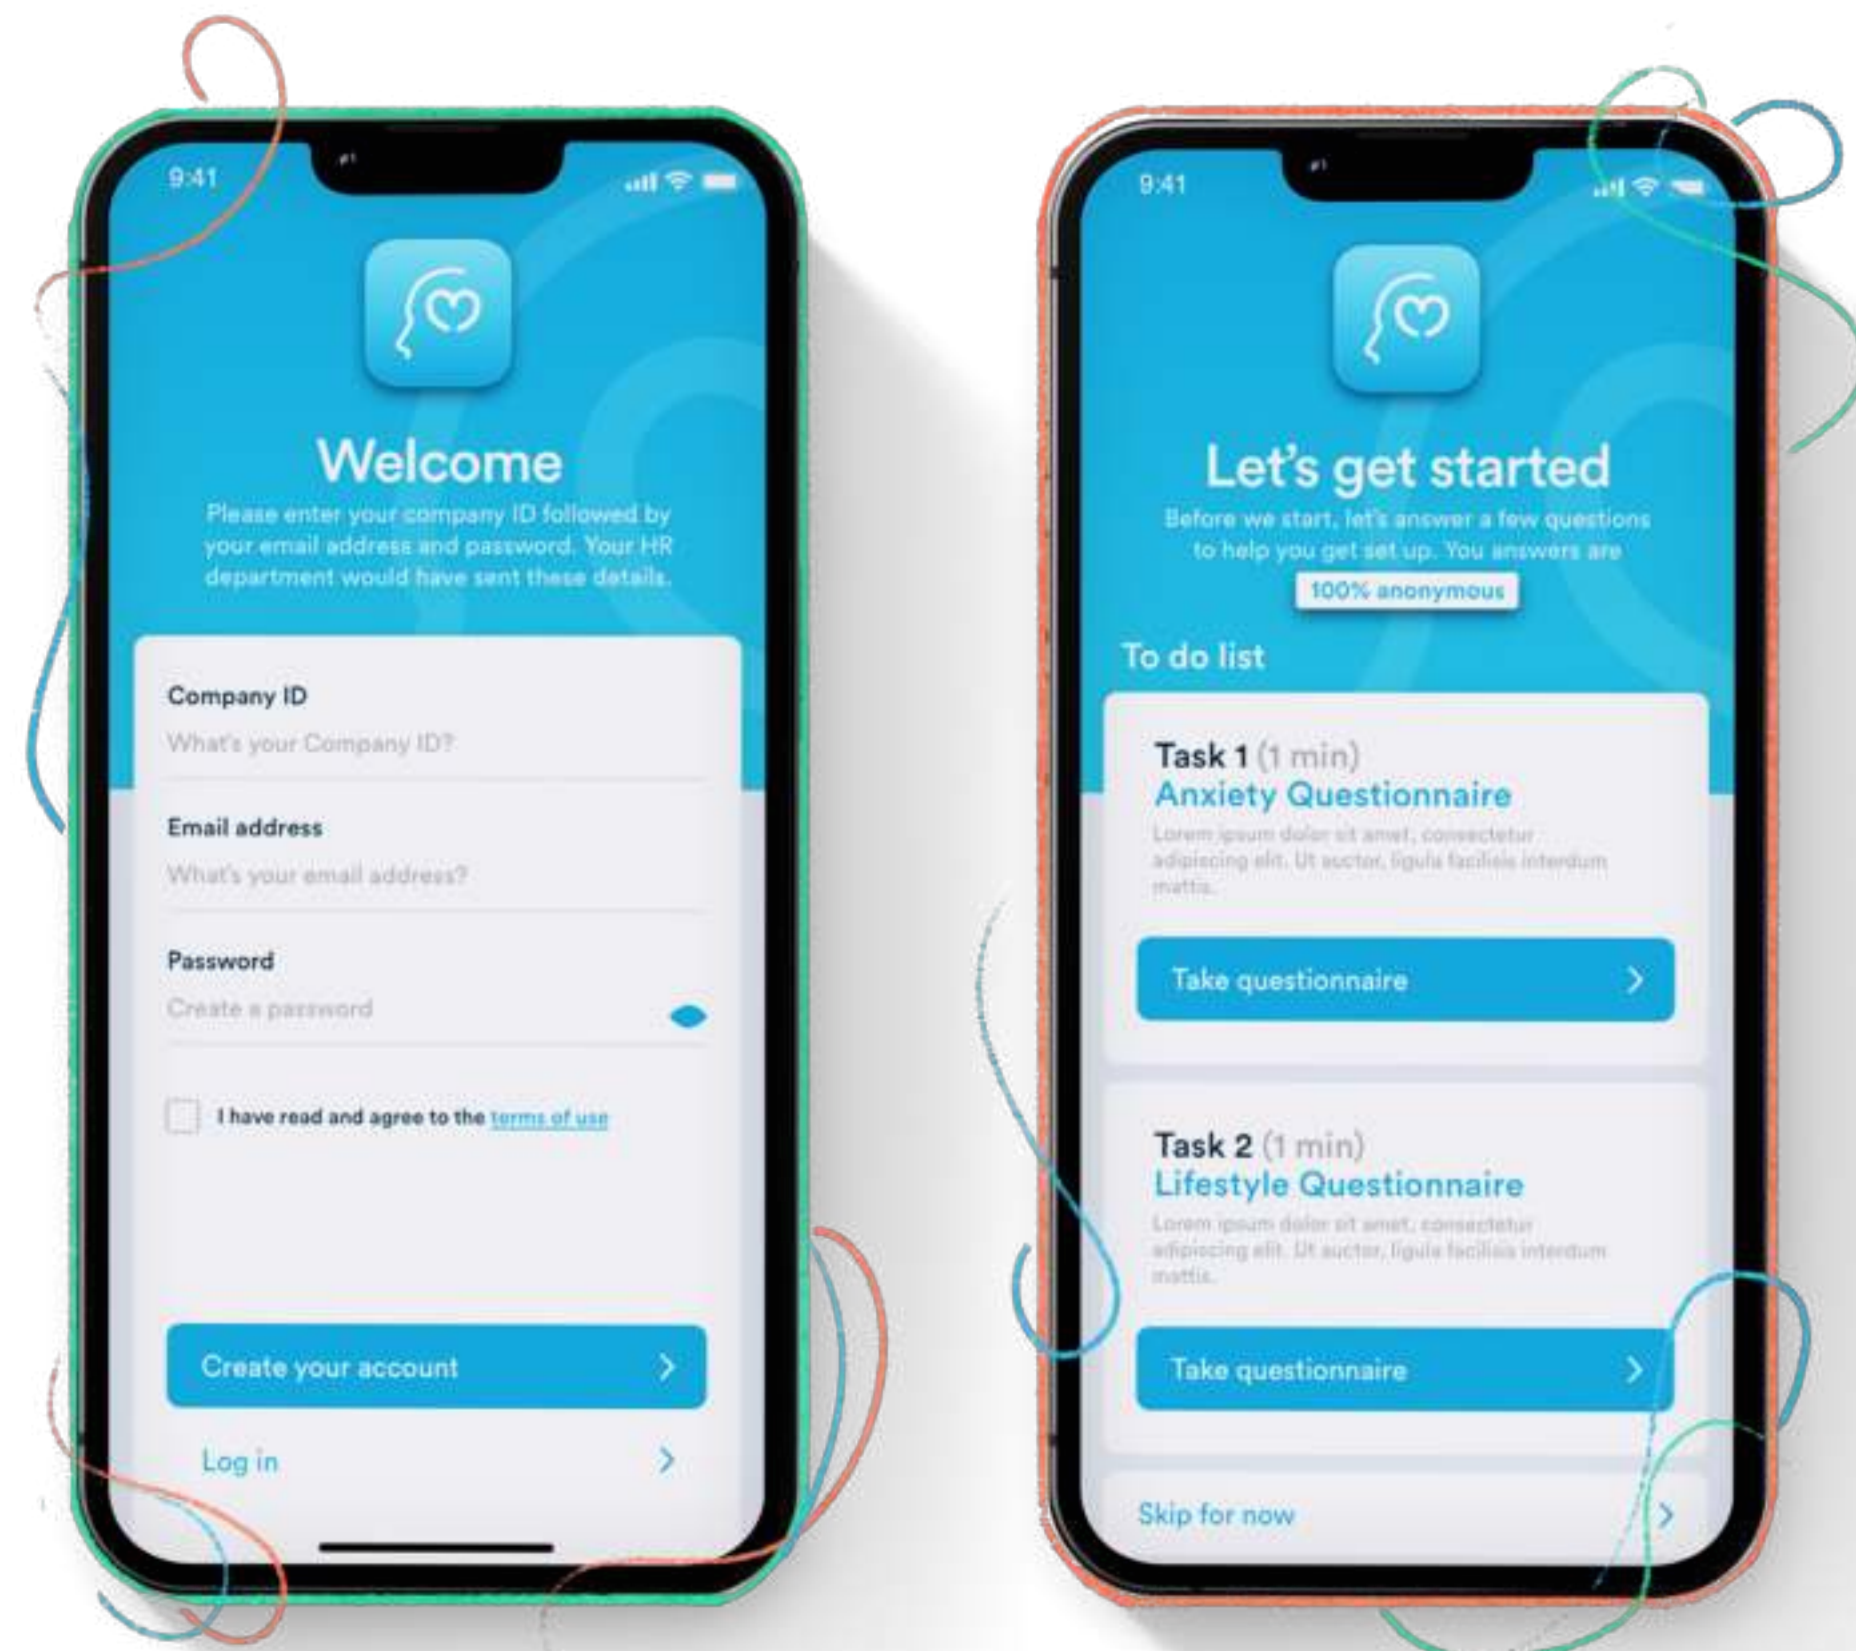 9:41
Welcome
Please enter your company ID followed by
your email address and password. Your HR
department would have sent these details.
Company ID
What's your Company ID?
Email address
What's your email address?
Password
Create a password
I have read and agree to the terms of use
Create your account
Log in
9:41
Let's get started
Before we start, let's answer a few questions
to help you get set up. You answers are
100% anonymous
To do list
Task 1 (1 min)
Anxiety Questionnaire
Lorem ipsum dolor sit amet, consectetur
adipiscing elit. Ut auctor, ligula facilisis interdum
mattis.
Take questionnaire
Task 2 (1 min)
Lifestyle Questionnaire
Lorem ipsum dolor sit amet, consectetur
adipiscing elit. Ut auctor, ligula facilisis interdum
mattis.
Take questionnaire
Skip for now